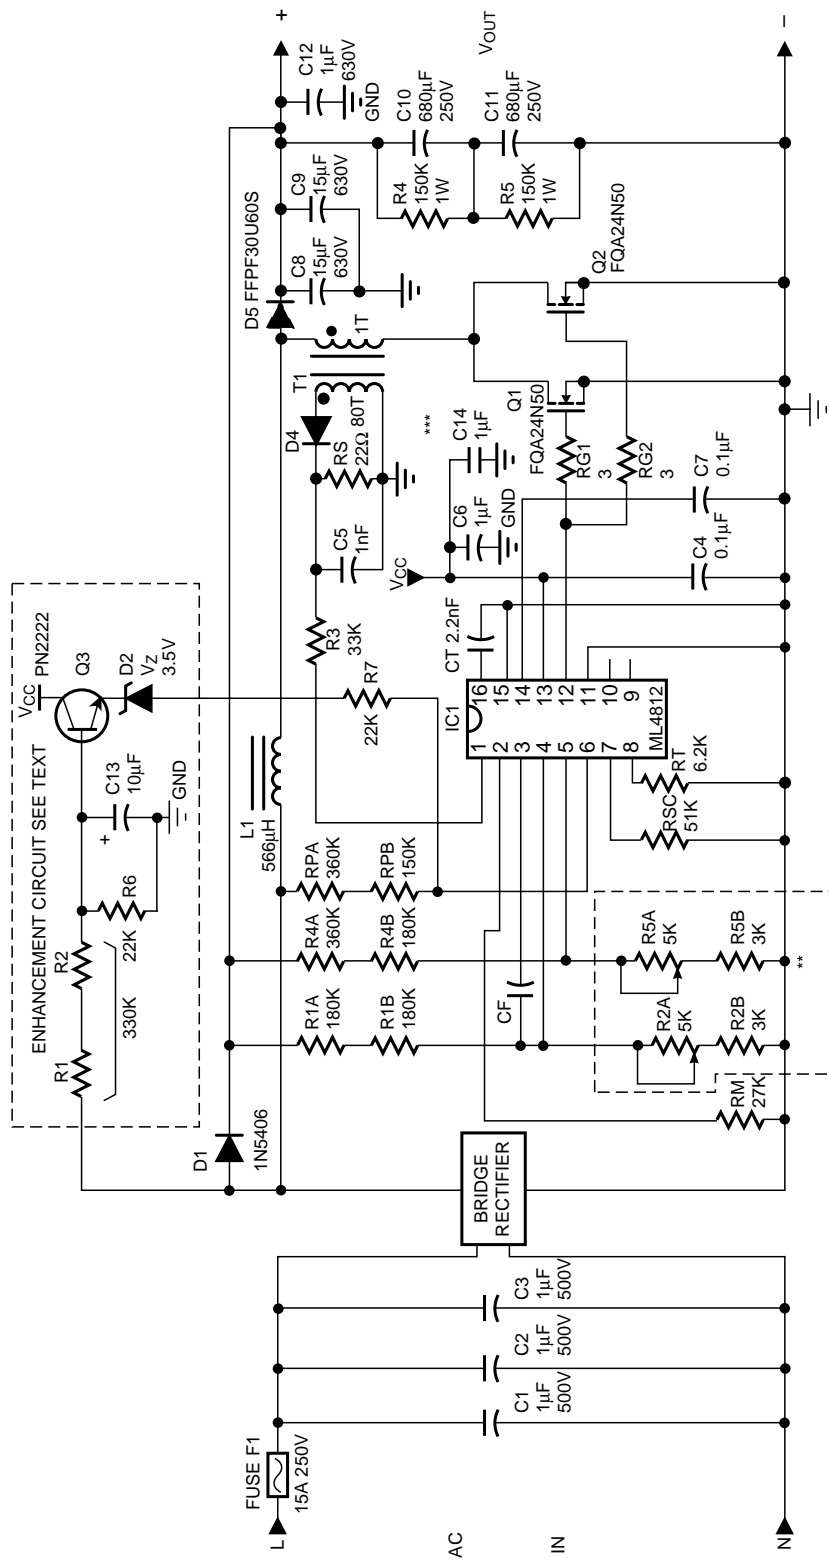 ENHANCEMENT CIRCUIT SEE TEXT
R1
R2
330K
R6
22K
C13
10µF
+
GND
VCC
PN2222
Q3
D2
VZ
3.5V
D1
1N5406
L1
566µH
R7
22K
R3
33K
C5
1nF
D4
RS
22Ω
T1
80T
1T
D5 FFPF30U60S
C8
15µF
630V
C9
15µF
630V
C12
1µF
630V
GND
+
VOUT
−
R4
150K
1W
C10
680µF
250V
R5
150K
1W
C11
680µF
250V
FUSE F1
15A 250V
L
AC
IN
N
C1
1µF
500V
C2
1µF
500V
C3
1µF
500V
BRIDGE
RECTIFIER
R1A
180K
R1B
180K
R4A
360K
R4B
180K
RPA
360K
RPB
150K
CF
R2A
5K
R2B
3K
R5A
5K
R5B
3K
**
RM
27K
RSC
51K
RT
6.2K
IC1
1
2
3
4
5
6
7
8
16
15
14
13
12
11
10
9
ML4812
CT 2.2nF
VCC
C6
1µF
GND
C14
1µF
***
C4
0.1µF
C7
0.1µF
RG1
3
RG2
3
Q1
FQA24N50
Q2
FQA24N50